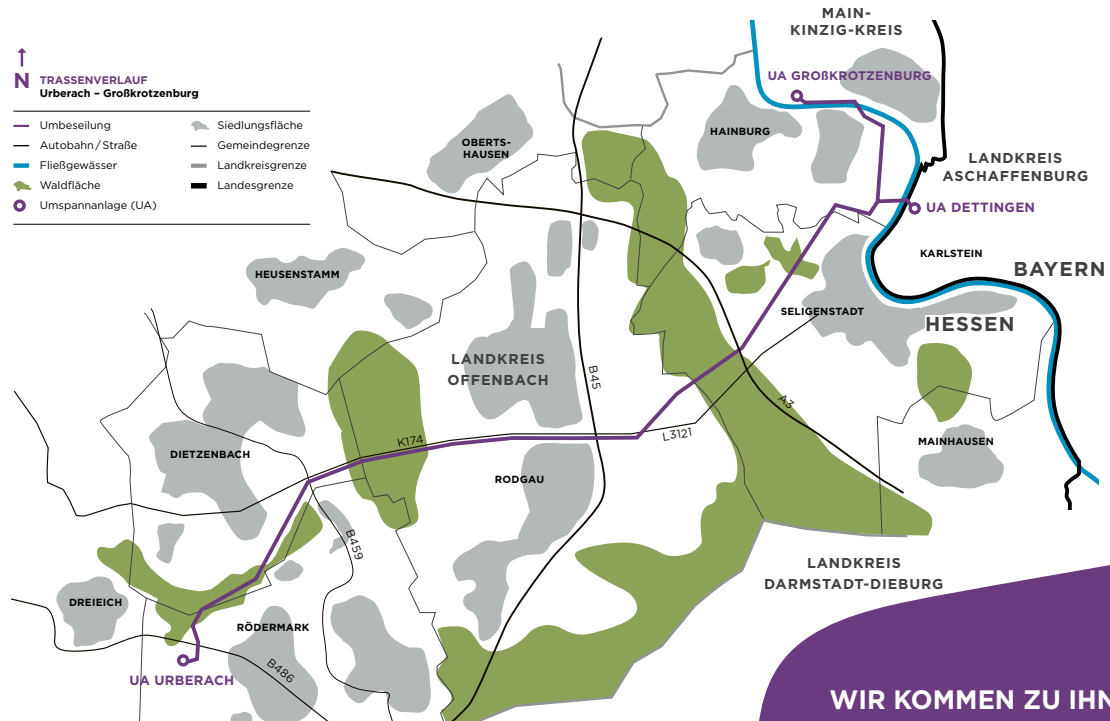 MAIN-
KINZIG-KREIS
N
TRASSENVERLAUF
Urberach – Großkrotzenburg
Umbeseilung
Autobahn / Straße
Fließgewässer
Waldfläche
Umspannanlage (UA)
Siedlungsfläche
Gemeindegrenze
Landkreisgrenze
Landesgrenze
UA GROßKROTZENBURG
HAINBURG
OBERTS-
HAUSEN
LANDKREIS
ASCHAFFENBURG
UA DETTINGEN
KARLSTEIN
BAYERN
HEUSENSTAMM
SELIGENSTADT
HESSEN
LANDKREIS
OFFENBACH
B45
A3
K174
L3121
MAINHAUSEN
DIETZENBACH
RODGAU
B459
LANDKREIS
DARMSTADT-DIEBURG
DREIEICH
RÖDERMARK
B486
UA URBERACH
WIR KOMMEN ZU IHN